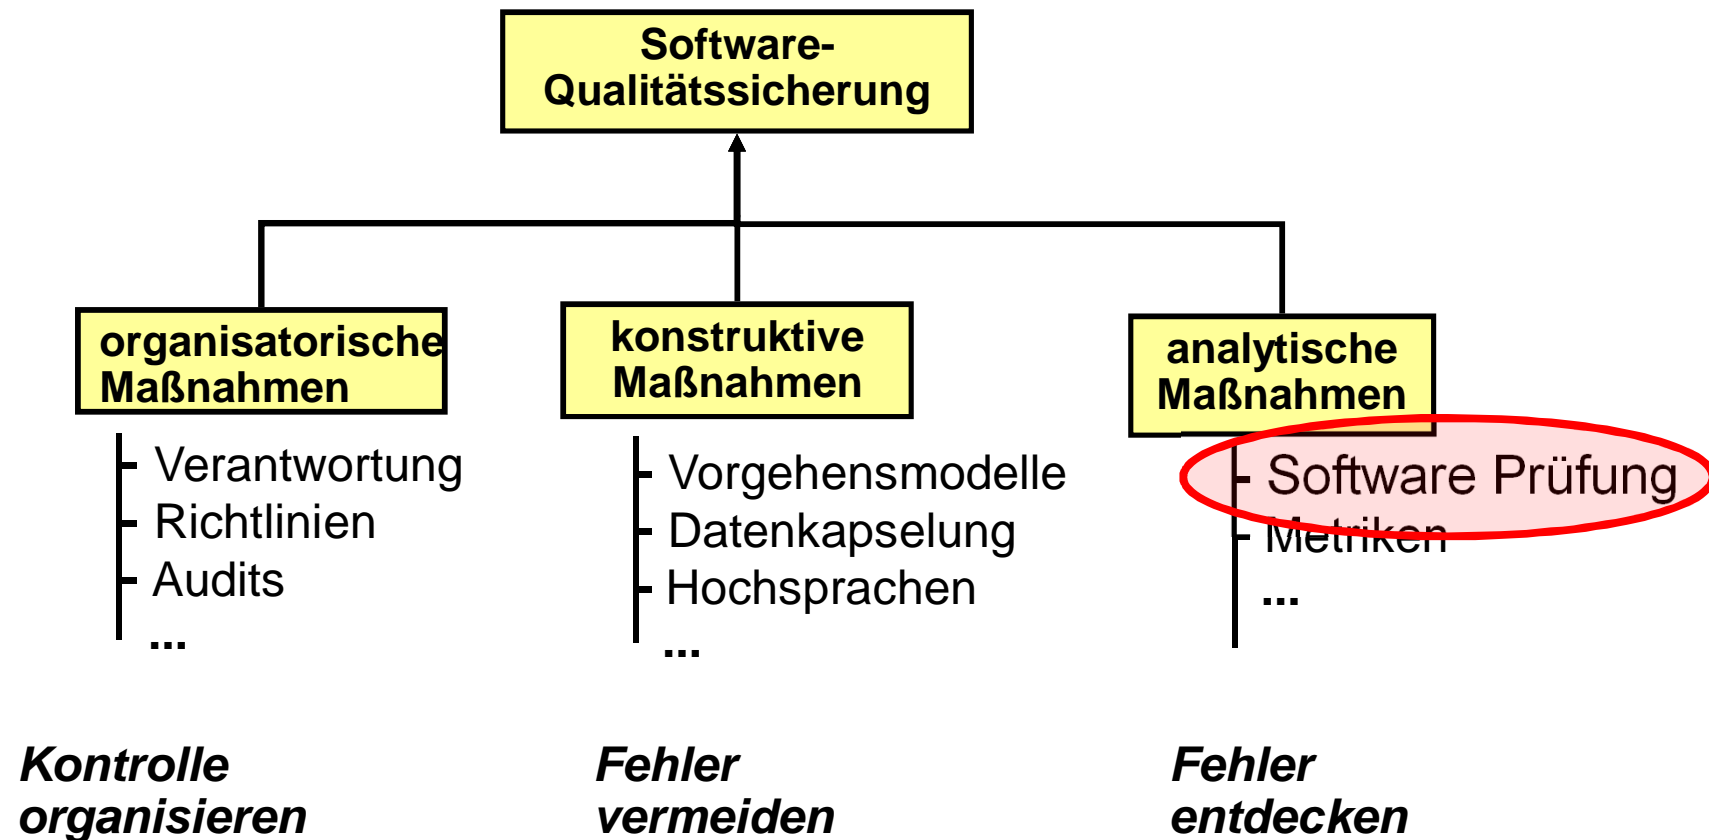 Software-
Qualitätssicherung
organisatorische
Maßnahmen
Verantwortung
Richtlinien
Audits
...
Kontrolle
organisieren
konstruktive
Maßnahmen
Vorgehensmodelle
Datenkapselung
Hochsprachen
...
Fehler
vermeiden
analytische
Maßnahmen
Software Prüfung
Metriken
...
Fehler
entdecken